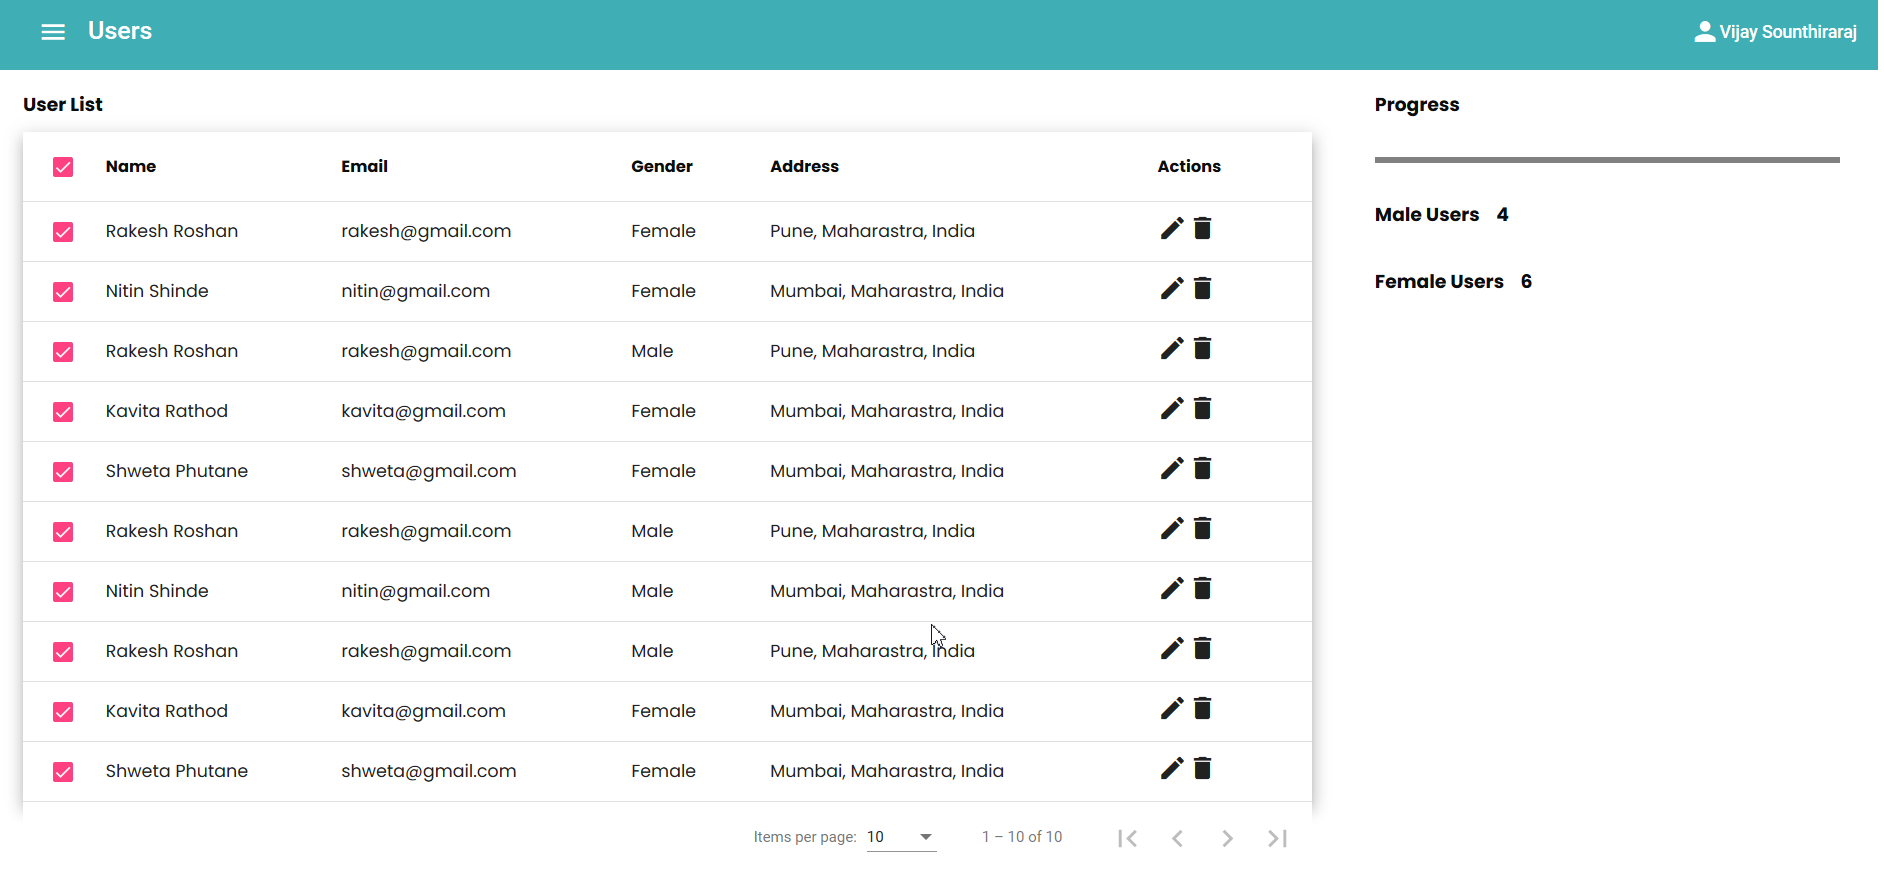 Users
Vijay Sounthiraraj
User List
Name Email Gender Address Actions
Rakesh Roshan rakesh@gmail.com Female Pune, Maharastra, India
Nitin Shinde nitin@gmail.com Female Mumbai, Maharastra, India
Rakesh Roshan rakesh@gmail.com Male Pune, Maharastra, India
Kavita Rathod kavita@gmail.com Female Mumbai, Maharastra, India
Shweta Phutane shweta@gmail.com Female Mumbai, Maharastra, India
Rakesh Roshan rakesh@gmail.com Male Pune, Maharastra, India
Nitin Shinde nitin@gmail.com Male Mumbai, Maharastra, India
Rakesh Roshan rakesh@gmail.com Male Pune, Maharastra, India
Kavita Rathod kavita@gmail.com Female Mumbai, Maharastra, India
Shweta Phutane shweta@gmail.com Female Mumbai, Maharastra, India
Items per page: 10 1 – 10 of 10
Progress
Male Users 4
Female Users 6